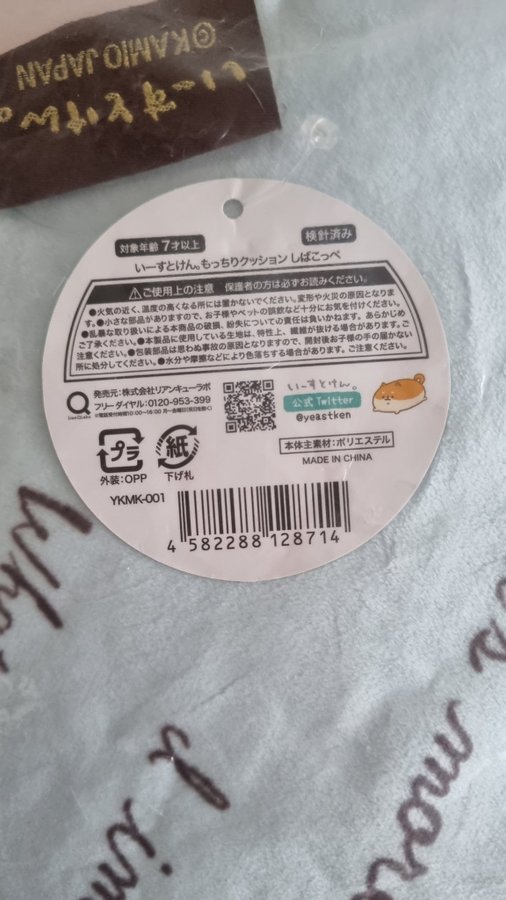 いーすとけん。
©KAMIO JAPAN
対象年齢 7才以上
検針済み
いーすとけん。もっちりクッション しばこっぺ
⚠ご使用上の注意 保護者の方は必ずお読みください。
●火気の近く、温度の高くなる所には置かないでください。変形や火災の原因となりま
す。●小さな部品がありますので、お子様やペットの誤飲など十分にお気を付けください。
●乱暴な取り扱いによる本商品の破損、紛失についての責任は負いかねます。あらかじめ
ご了承ください。●本製品に使用している生地は、特性上、繊維が抜ける場合があります。ご
注意ください。●包装部品は思わぬ事故の原因となりますので、開封後お子様の手の届かない
所に処分してください。●水分や摩擦などにより色落ちする場合があります。ご注意ください。
発売元:株式会社リアンキューラボ
フリーダイヤル:0120-953-399
いーすとけん。
公式Twitter
@yeastken
プラ
外装:OPP
紙
下げ札
本体主素材:ポリエステル
MADE IN CHINA
YKMK-001
4 582288 128714